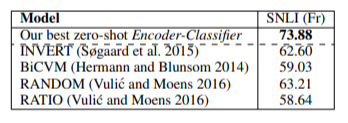 Model SNLI (Fr)
Our best zero-shot Encoder-Classifier 73.88
INVERT (Søgaard et al. 2015) 62.60
BiCVM (Hermann and Blunsom 2014) 59.03
RANDOM (Vulić and Moens 2016) 63.21
RATIO (Vulić and Moens 2016) 58.64